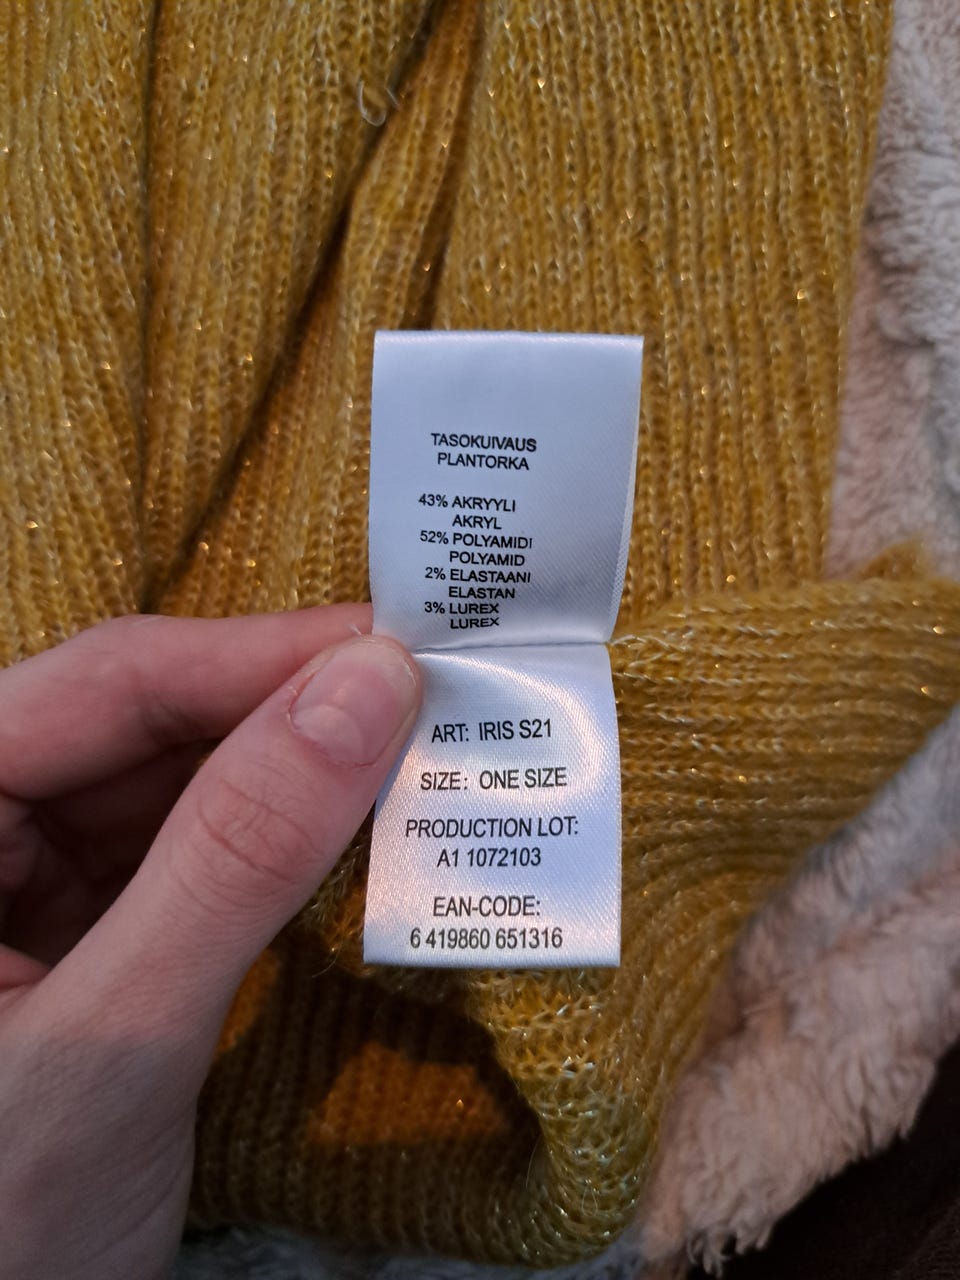 TASOKUIVAUS
PLANTORKA
43% AKRYYLI
AKRYL
52% POLYAMIDI
POLYAMID
2% ELASTAANI
ELASTAN
3% LUREX
LUREX
ART: IRIS S21
SIZE: ONE SIZE
PRODUCTION LOT:
A1 1072103
EAN-CODE:
6 419860 651316